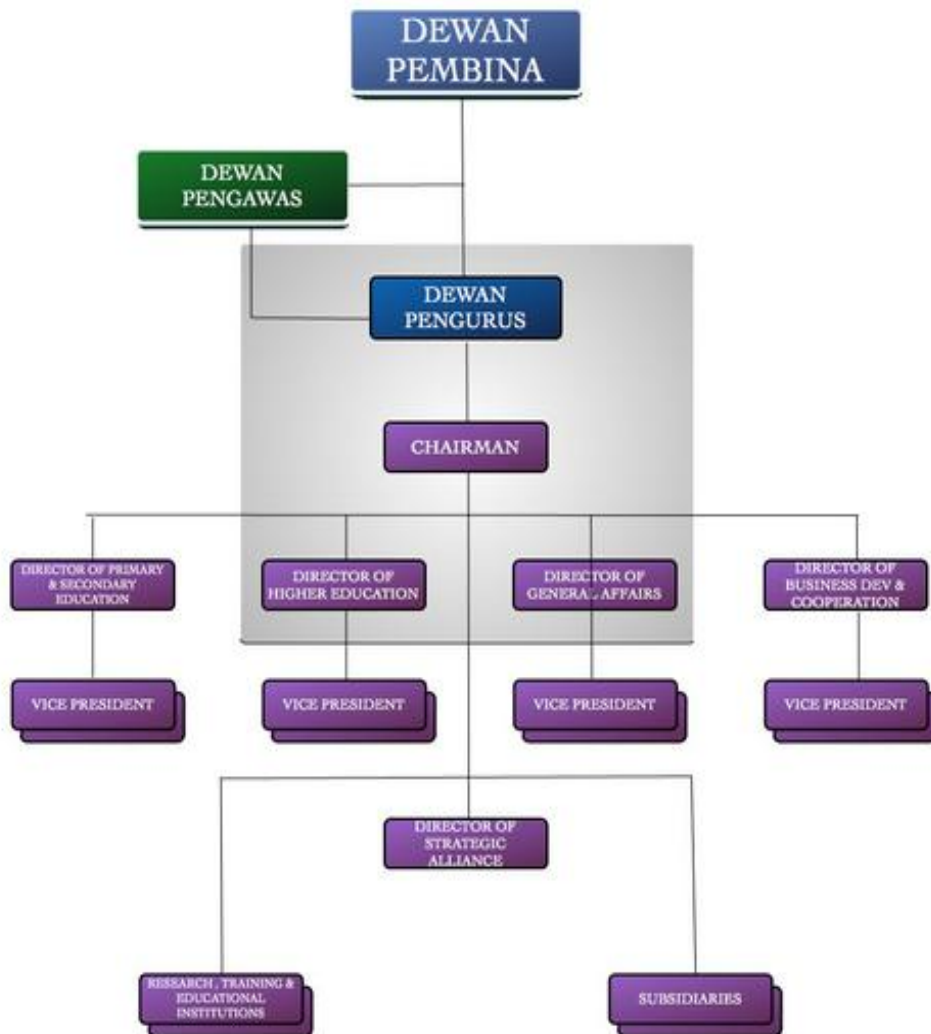 DEWAN
PEMBINA
DEWAN
PENGAWAS
DEWAN
PENGURUS
CHAIRMAN
DIRECTOR OF PRIMARY
& SECONDARY
EDUCATION
DIRECTOR OF
HIGHER EDUCATION
DIRECTOR OF
GENERAL AFFAIRS
DIRECTOR OF
BUSINESS DEV &
COOPERATION
VICE PRESIDENT
VICE PRESIDENT
VICE PRESIDENT
VICE PRESIDENT
DIRECTOR OF
STRATEGIC
ALLIANCE
RESEARCH , TRAINING &
EDUCATIONAL
INSTITUTIONS
SUBSIDIARIES